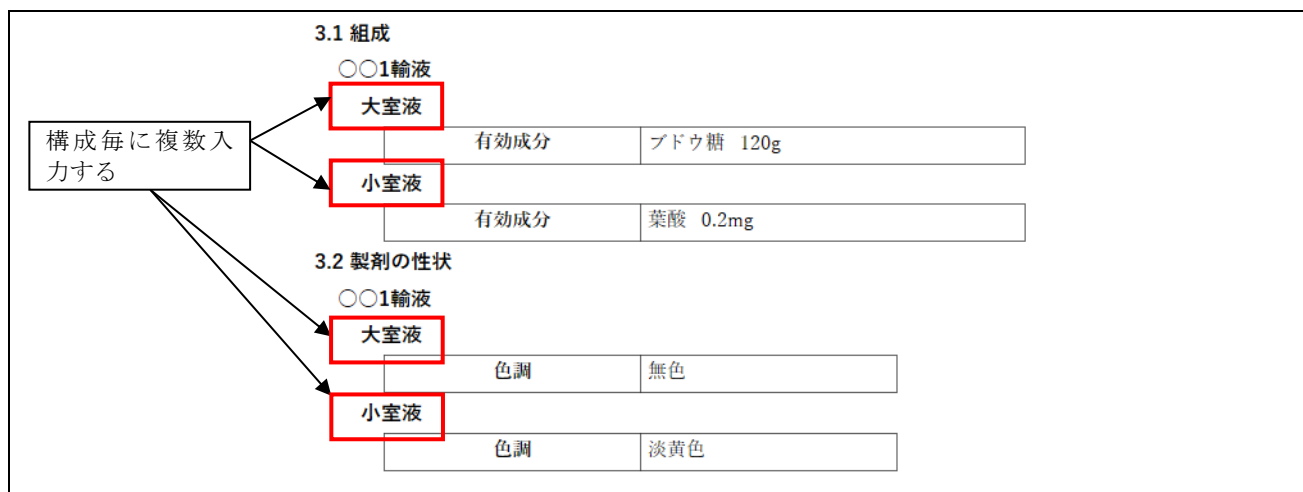 3.1 組成
○○1輸液
大室液
構成毎に複数入
力する
有効成分 ブドウ糖 120g
小室液
有効成分 葉酸 0.2mg
3.2 製剤の性状
○○1輸液
大室液
色調 無色
小室液
色調 淡黄色